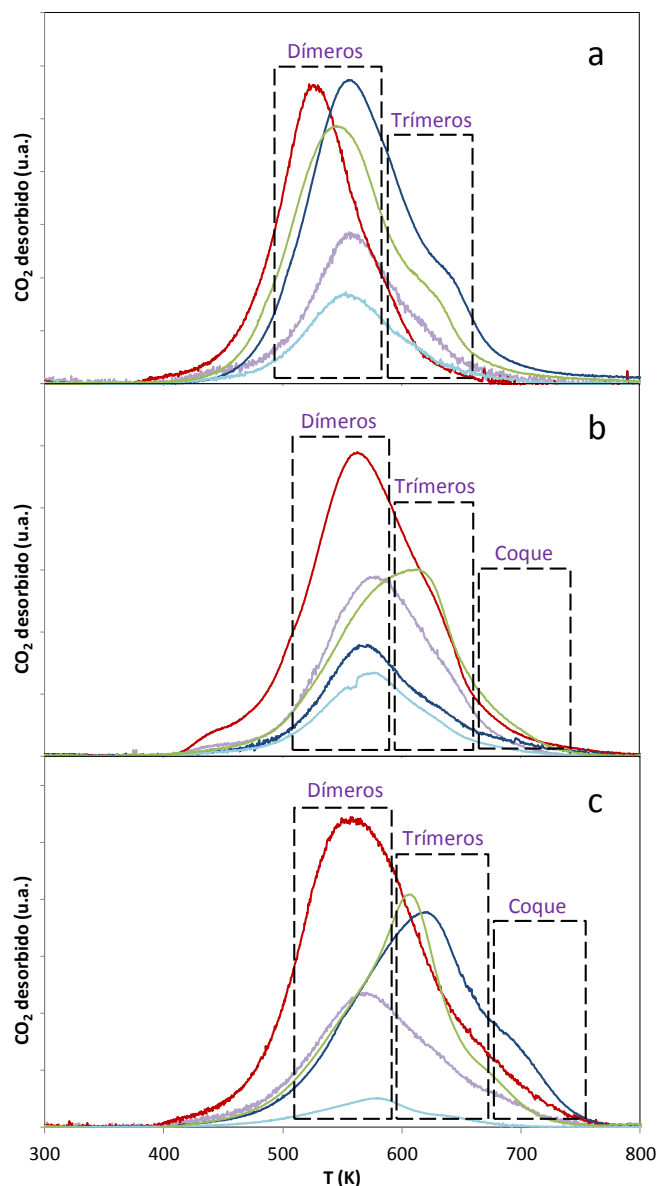 a
Dímeros
Trímeros
CO₂ desorbido (u.a.)
b
Dímeros
Trímeros
Coque
CO₂ desorbido (u.a.)
c
Dímeros
Trímeros
Coque
CO₂ desorbido (u.a.)
300 400 500 600 700 800
T (K)